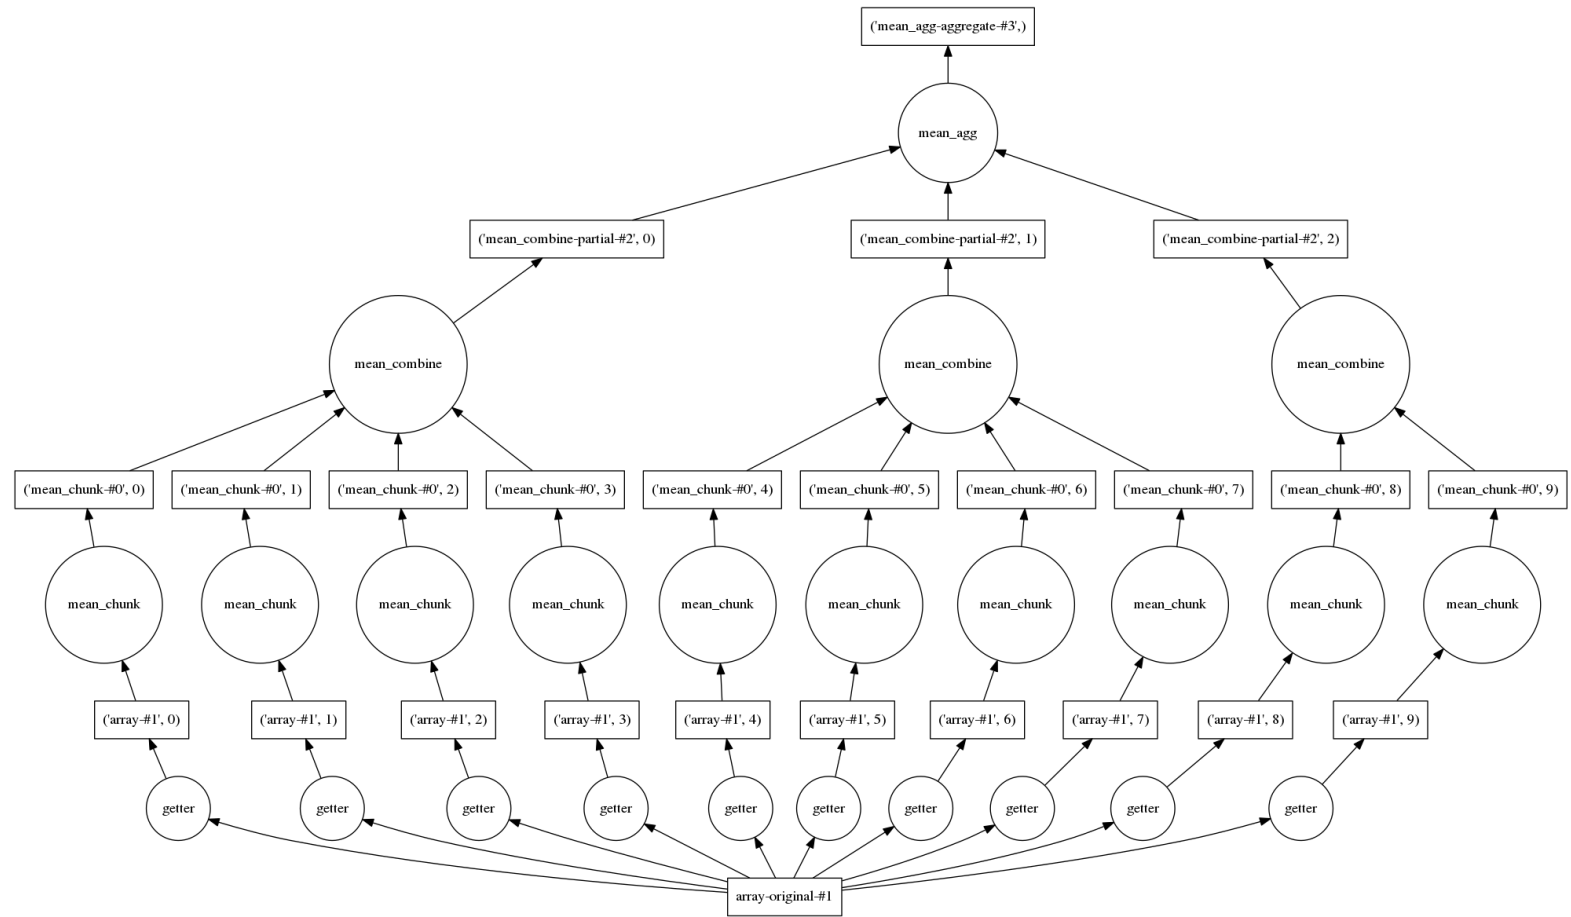 ('mean_agg-aggregate-#3',)
mean_agg
('mean_combine-partial-#2', 0)
('mean_combine-partial-#2', 1)
('mean_combine-partial-#2', 2)
mean_combine
mean_combine
mean_combine
('mean_chunk-#0', 0)
('mean_chunk-#0', 1)
('mean_chunk-#0', 2)
('mean_chunk-#0', 3)
('mean_chunk-#0', 4)
('mean_chunk-#0', 5)
('mean_chunk-#0', 6)
('mean_chunk-#0', 7)
('mean_chunk-#0', 8)
('mean_chunk-#0', 9)
mean_chunk
mean_chunk
mean_chunk
mean_chunk
mean_chunk
mean_chunk
mean_chunk
mean_chunk
mean_chunk
mean_chunk
('array-#1', 0)
('array-#1', 1)
('array-#1', 2)
('array-#1', 3)
('array-#1', 4)
('array-#1', 5)
('array-#1', 6)
('array-#1', 7)
('array-#1', 8)
('array-#1', 9)
getter
getter
getter
getter
getter
getter
getter
getter
getter
getter
array-original-#1